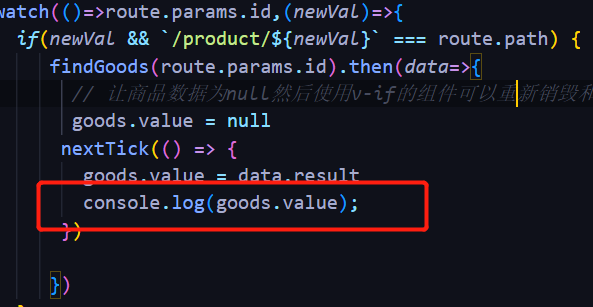 watch(()=>route.params.id,(newVal)=>{
if(newVal && `/product/${newVal}` === route.path) {
findGoods(route.params.id).then(data=>{
// 让商品数据为null然后使用v-if的组件可以重新销毁和
goods.value = null
nextTick(() => {
goods.value = data.result
console.log(goods.value);
})
})